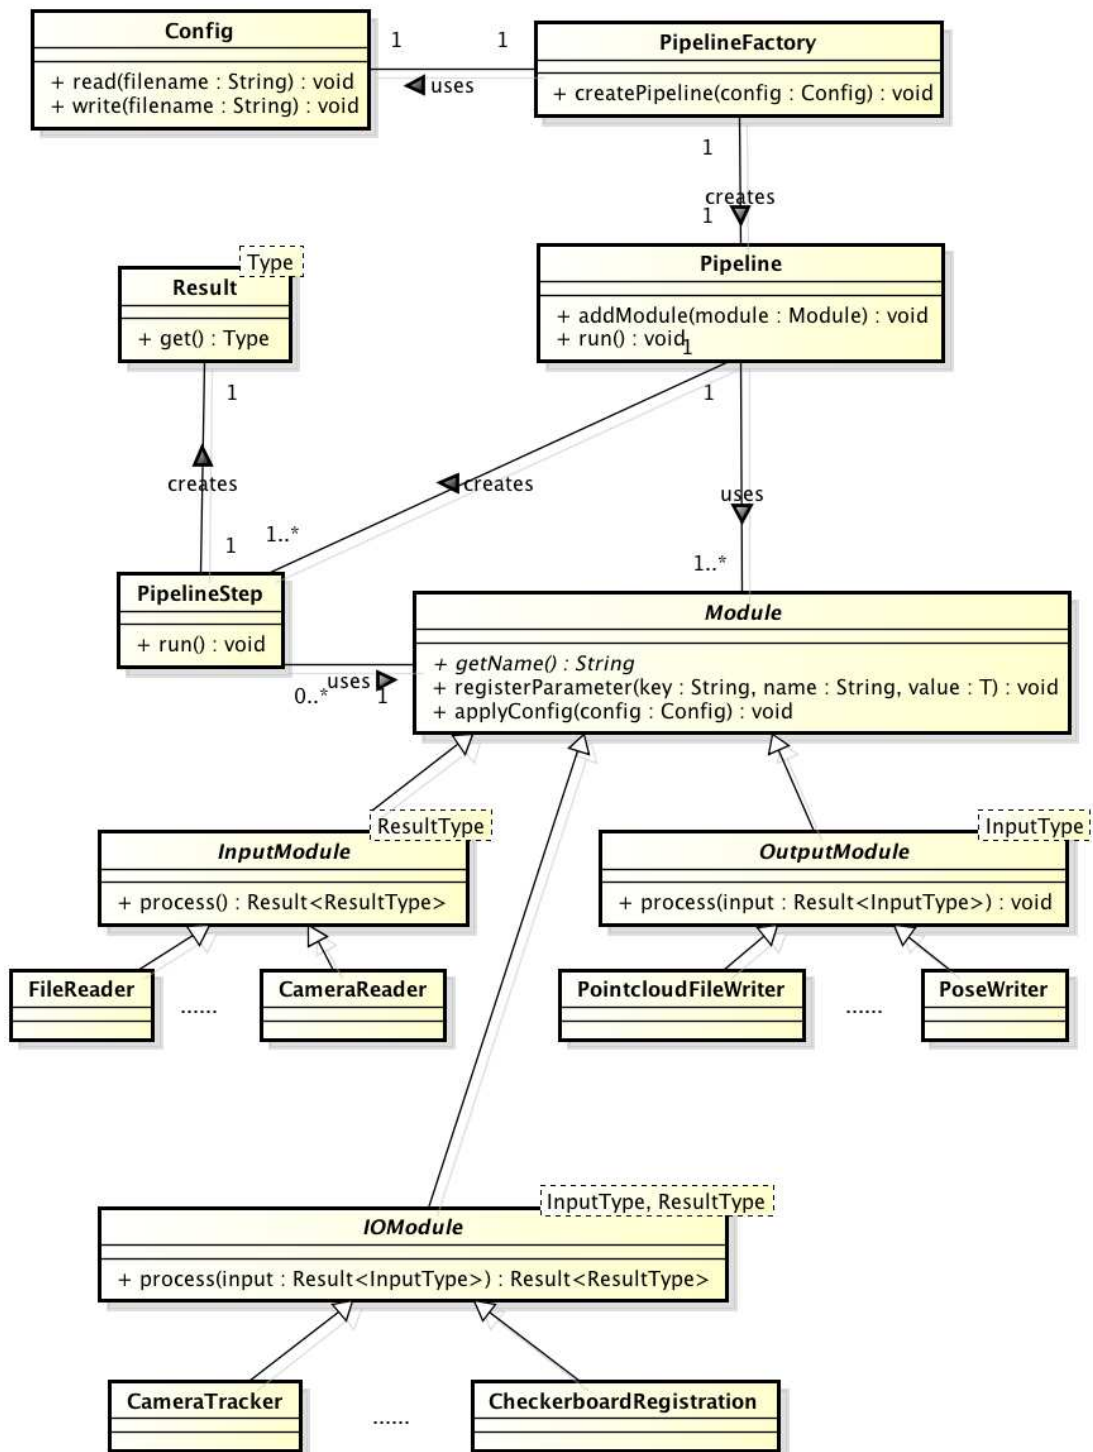 Config
+ read(filename : String) : void
+ write(filename : String) : void
1
1
uses
PipelineFactory
+ createPipeline(config : Config) : void
1
creates
1
Type
Result
+ get() : Type
Pipeline
+ addModule(module : Module) : void
+ run() : void
1
1
1
creates
creates
uses
1..*
1
1..*
PipelineStep
+ run() : void
uses
0..*
1
Module
+ getName() : String
+ registerParameter(key : String, name : String, value : T) : void
+ applyConfig(config : Config) : void
ResultType
InputModule
+ process() : Result<ResultType>
InputType
OutputModule
+ process(input : Result<InputType>) : void
FileReader
......
CameraReader
PointcloudFileWriter
......
PoseWriter
InputType, ResultType
IOModule
+ process(input : Result<InputType>) : Result<ResultType>
CameraTracker
......
CheckerboardRegistration